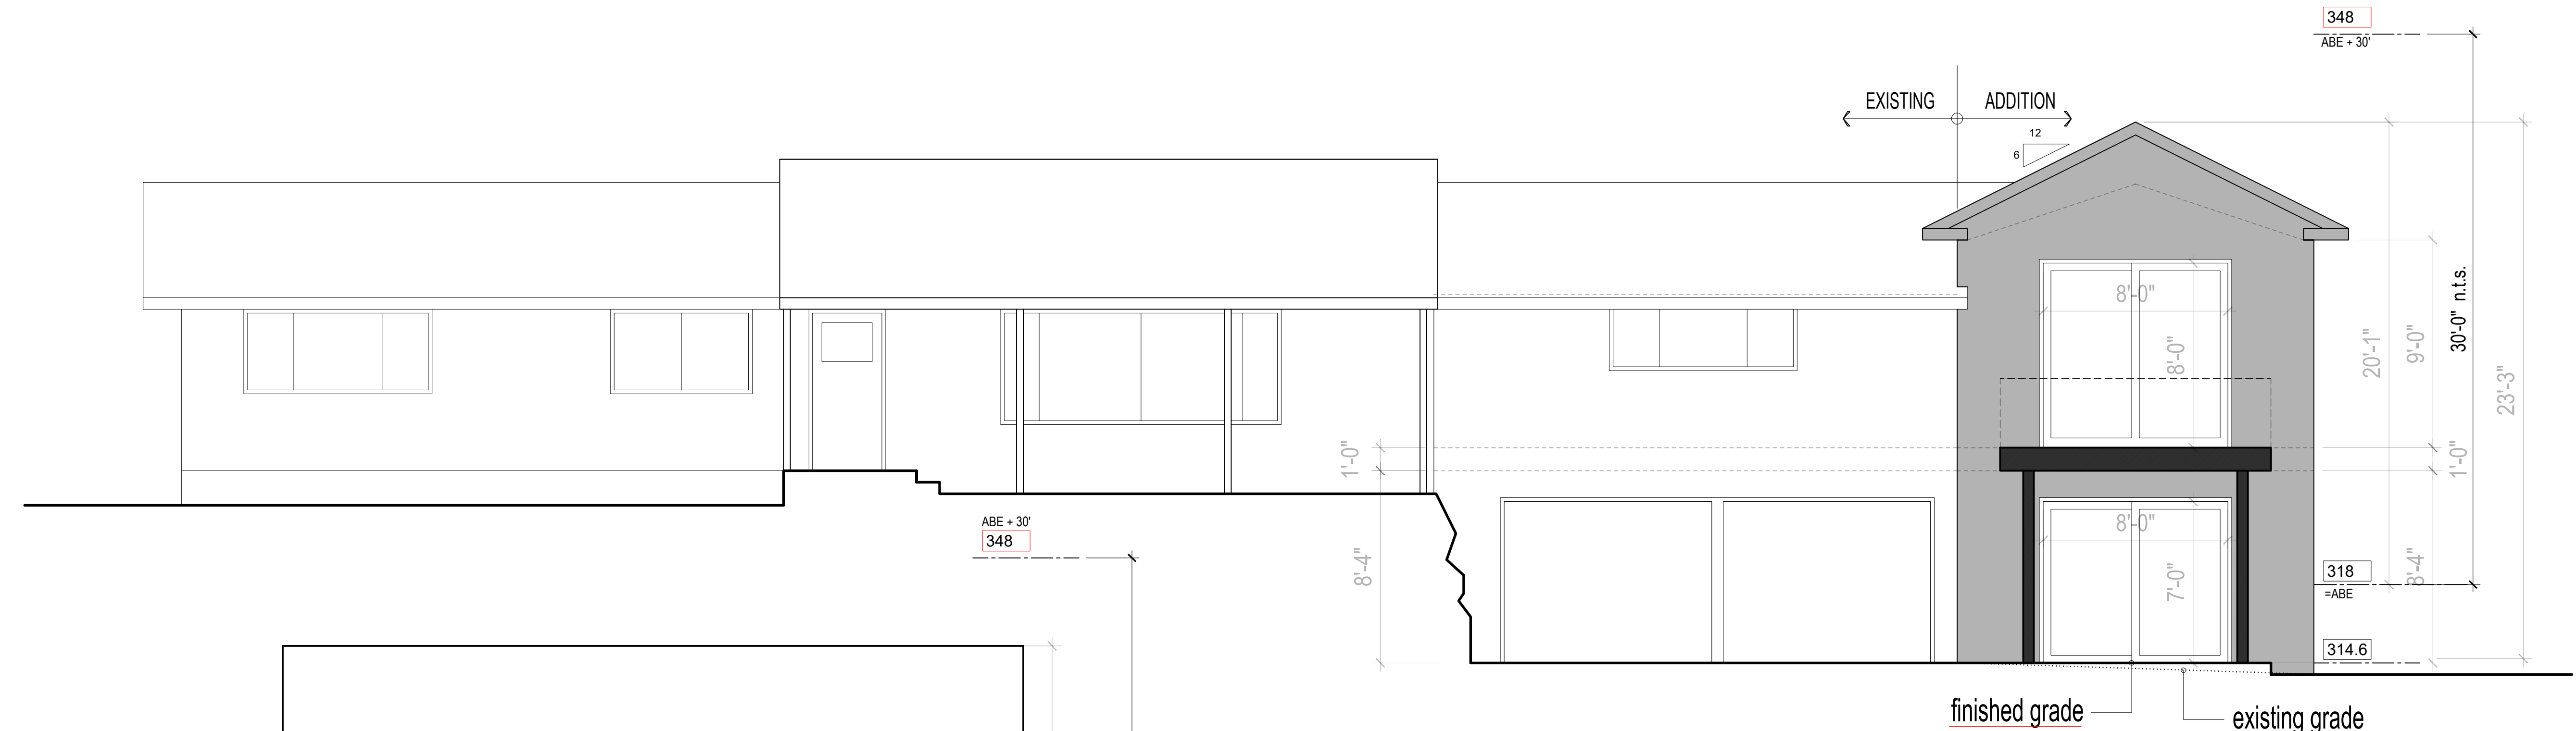 348
ABE + 30'
EXISTING
ADDITION
12
6
8'-0"
8'-0"
20'-1"
9'-0"
30'-0" n.t.s.
23'-3"
1'-0"
1'-0"
8'-4"
ABE + 30'
348
8'-0"
7'-0"
8'-4"
318
=ABE
314.6
finished grade
existing grade